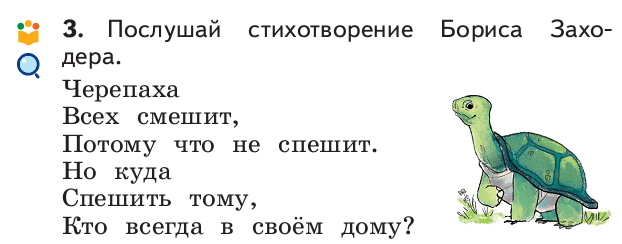 3. Послушай стихотворение Бориса Захо-
дера.
Черепаха
Всех смешит,
Потому что не спешит.
Но куда
Спешить тому,
Кто всегда в своём дому?